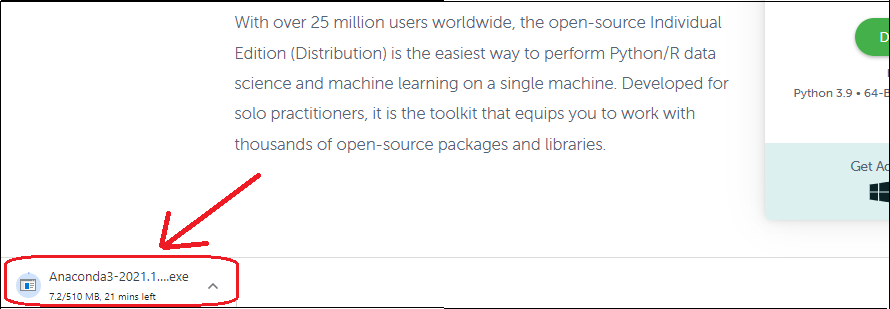 With over 25 million users worldwide, the open-source Individual
Edition (Distribution) is the easiest way to perform Python/R data
science and machine learning on a single machine. Developed for
solo practitioners, it is the toolkit that equips you to work with
thousands of open-source packages and libraries.
D
Python 3.9 • 64-B
Get Ad
Anaconda3-2021.1....exe
7.2/510 MB, 21 mins left